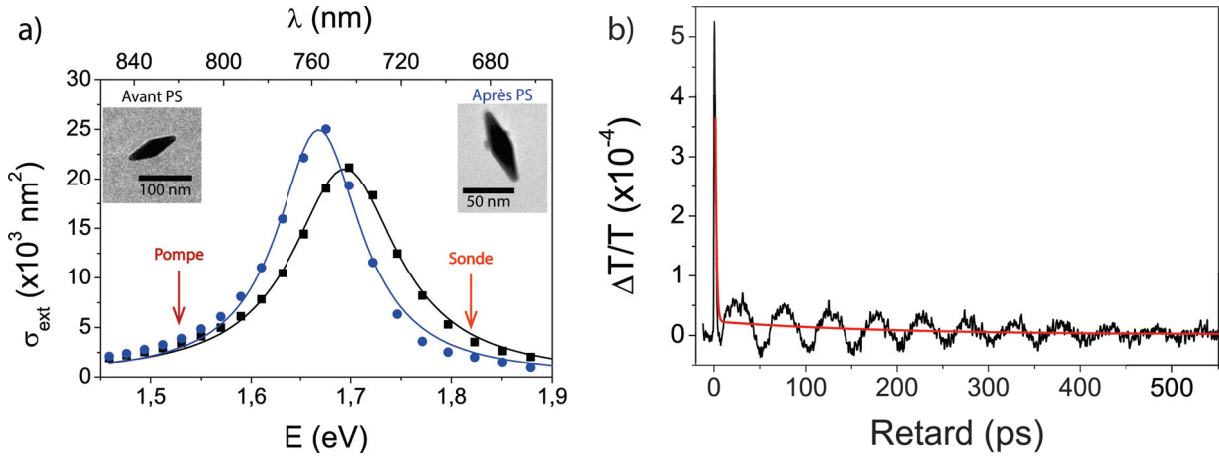 a)
λ (nm)
840 800 760 720 680
30
25
20
15
10
5
0
σext (x10³ nm²)
Avant PS
100 nm
Après PS
50 nm
Pompe
Sonde
1,5 1,6 1,7 1,8 1,9
E (eV)
b)
5
4
3
2
1
0
ΔT/T (x10⁻⁴)
0 100 200 300 400 500
Retard (ps)